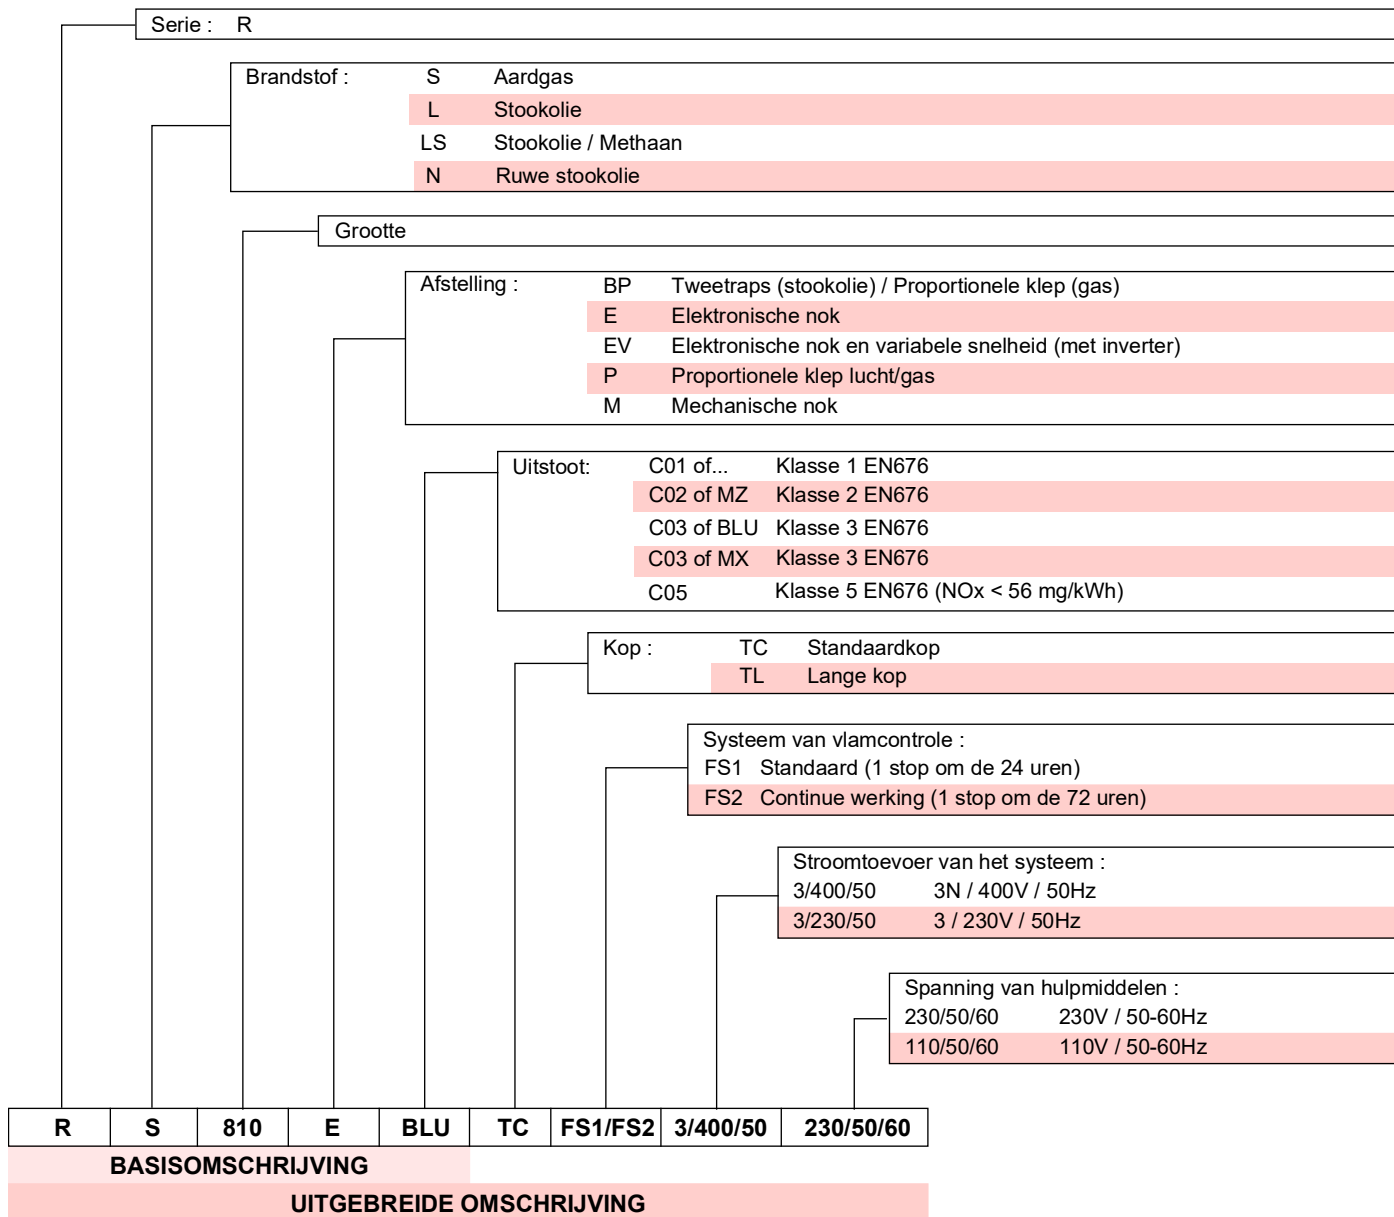 Serie : R
Brandstof : S Aardgas
L Stookolie
LS Stookolie / Methaan
N Ruwe stookolie
Grootte
Afstelling : BP Tweetraps (stookolie) / Proportionele klep (gas)
E Elektronische nok
EV Elektronische nok en variabele snelheid (met inverter)
P Proportionele klep lucht/gas
M Mechanische nok
Uitstoot: C01 of... Klasse 1 EN676
C02 of MZ Klasse 2 EN676
C03 of BLU Klasse 3 EN676
C03 of MX Klasse 3 EN676
C05 Klasse 5 EN676 (NOx < 56 mg/kWh)
Kop : TC Standaardkop
TL Lange kop
Systeem van vlamcontrole :
FS1 Standaard (1 stop om de 24 uren)
FS2 Continue werking (1 stop om de 72 uren)
Stroomtoevoer van het systeem :
3/400/50 3N / 400V / 50Hz
3/230/50 3 / 230V / 50Hz
Spanning van hulpmiddelen :
230/50/60 230V / 50-60Hz
110/50/60 110V / 50-60Hz
R S 810 E BLU TC FS1/FS2 3/400/50 230/50/60
BASISOMSCHRIJVING
UITGEBREIDE OMSCHRIJVING